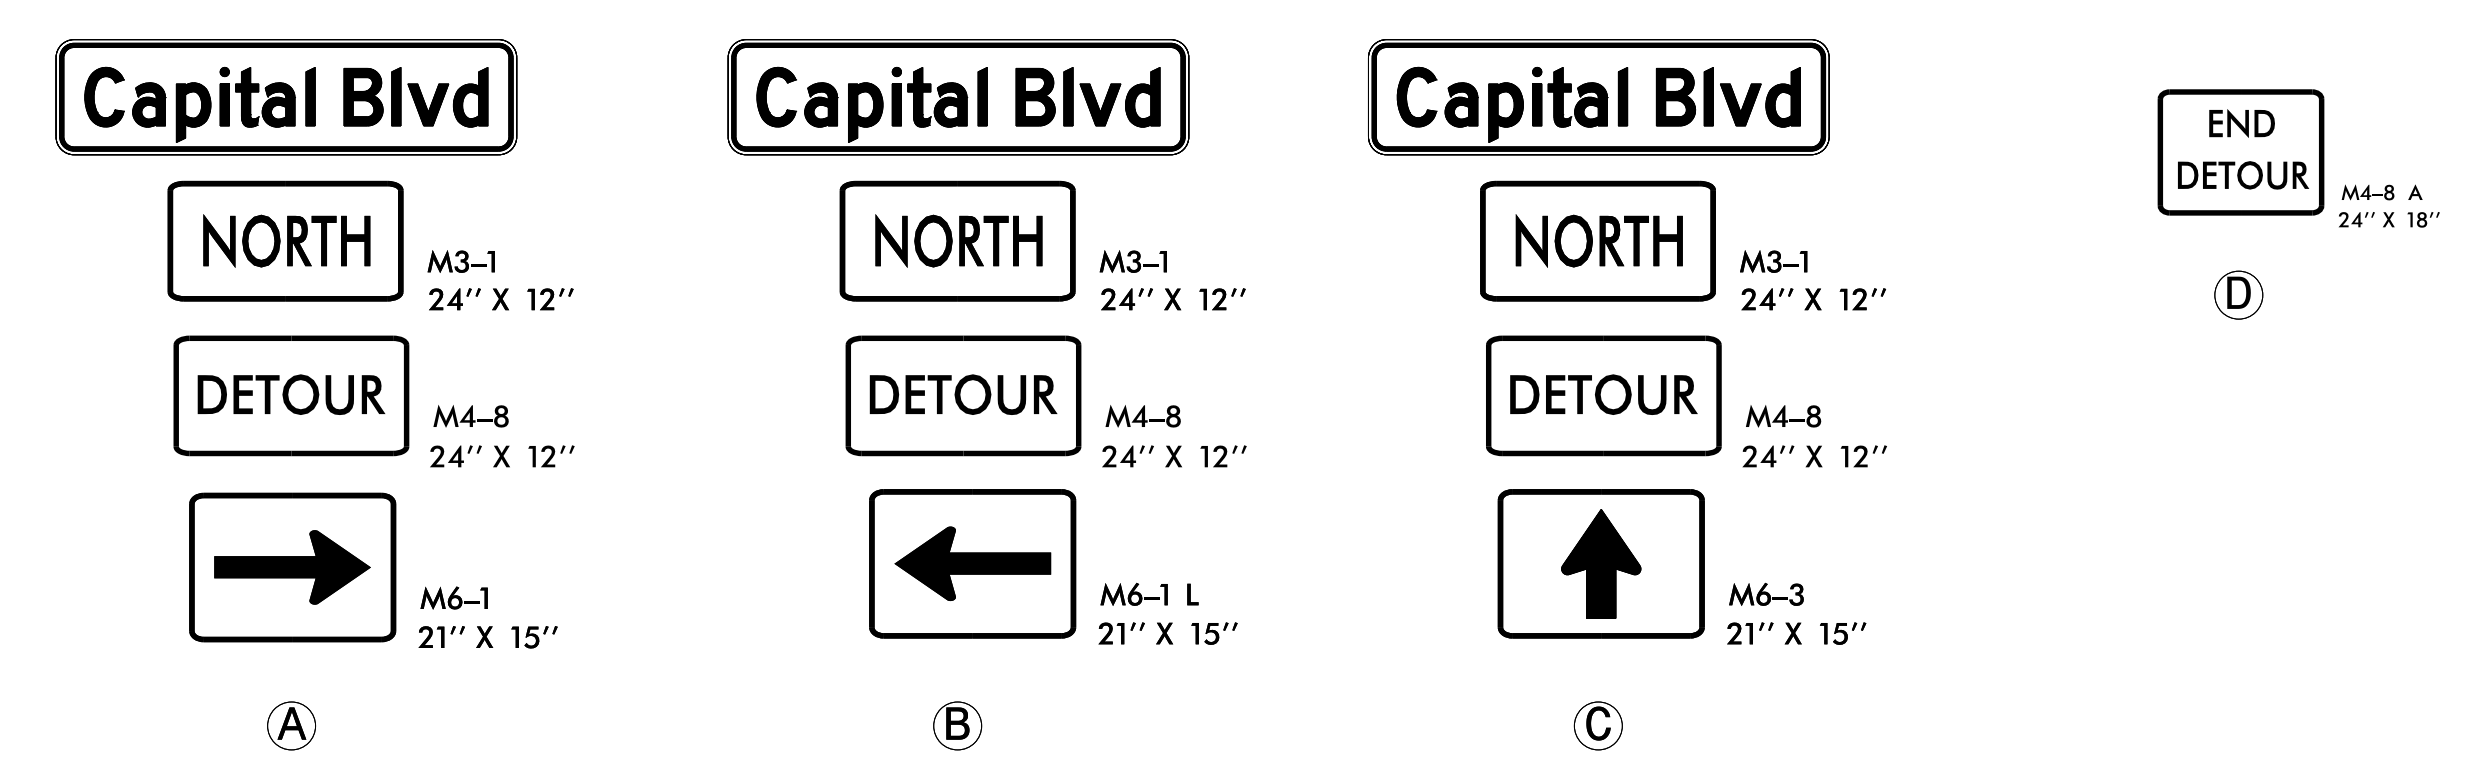 Capital Blvd
NORTH
M3–1
24'' X 12''
DETOUR
M4–8
24'' X 12''
M6–1
21'' X 15''
A
Capital Blvd
NORTH
M3–1
24'' X 12''
DETOUR
M4–8
24'' X 12''
M6–1 L
21'' X 15''
B
Capital Blvd
NORTH
M3–1
24'' X 12''
DETOUR
M4–8
24'' X 12''
M6–3
21'' X 15''
C
END
DETOUR
M4–8 A
24'' X 18''
D